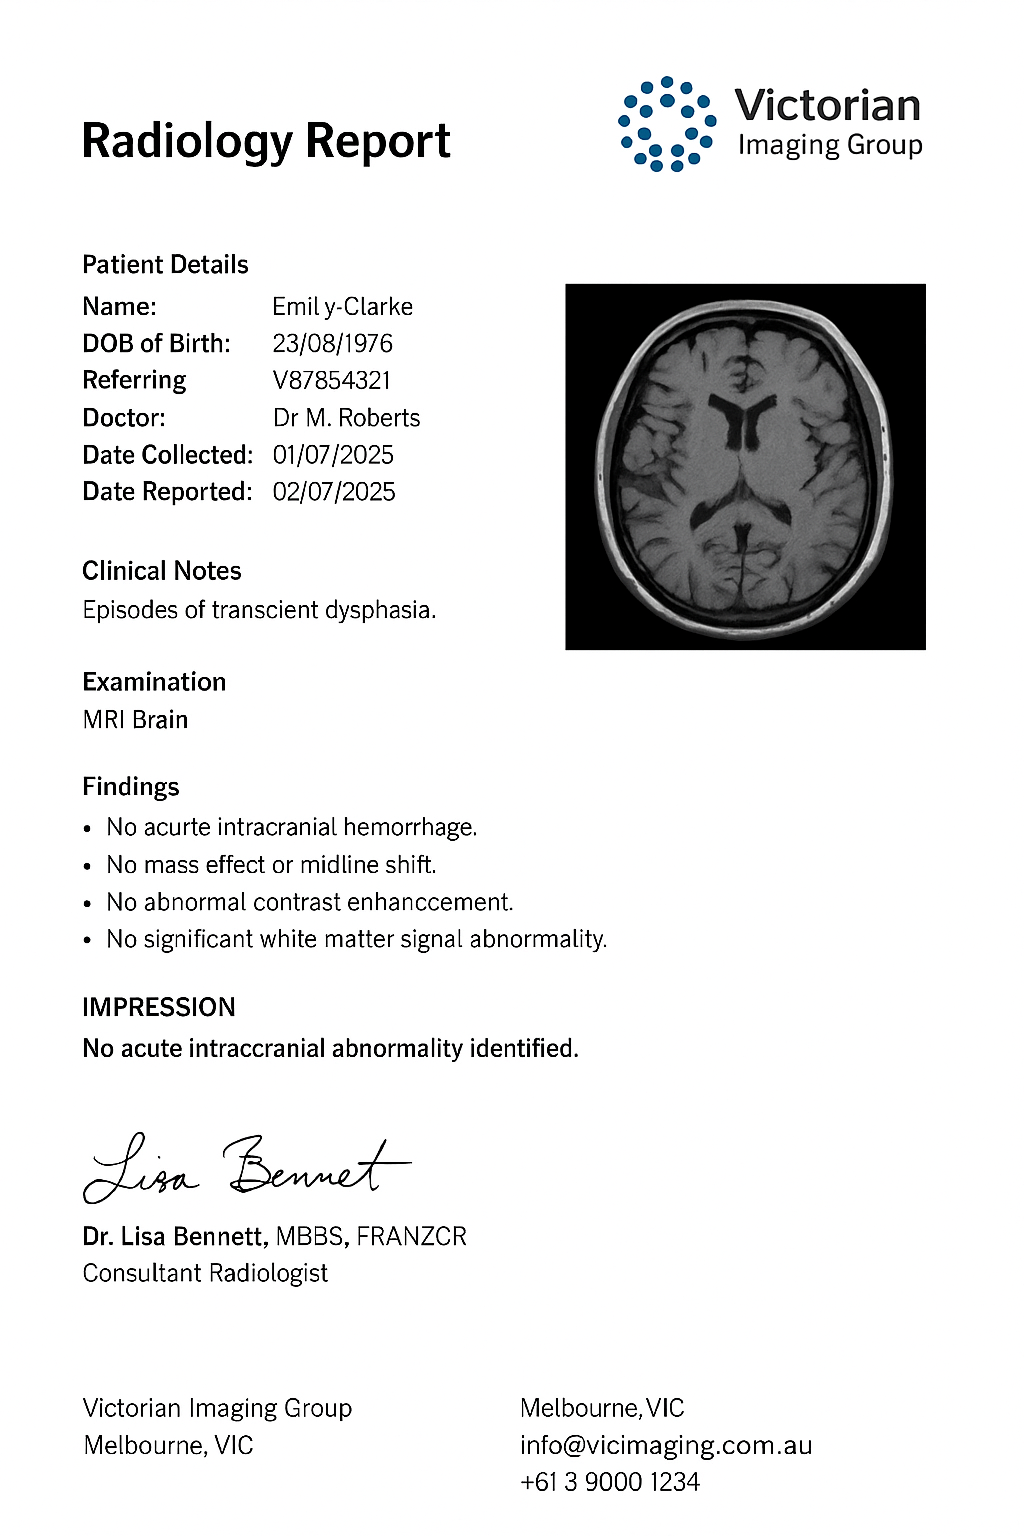 Radiology Report
Victorian
Imaging Group
Patient Details
Name: Emil y-Clarke
DOB of Birth: 23/08/1976
Referring V87854321
Doctor: Dr M. Roberts
Date Collected: 01/07/2025
Date Reported: 02/07/2025
Clinical Notes
Episodes of transcient dysphasia.
Examination
MRI Brain
Findings
• No acurte intracranial hemorrhage.
• No mass effect or midline shift.
• No abnormal contrast enhanccement.
• No significant white matter signal abnormality.
IMPRESSION
No acute intraccranial abnormality identified.
Lisa Bennet
Dr. Lisa Bennett, MBBS, FRANZCR
Consultant Radiologist
Victorian Imaging Group
Melbourne, VIC
Melbourne, VIC
info@vicimaging.com.au
+61 3 9000 1234